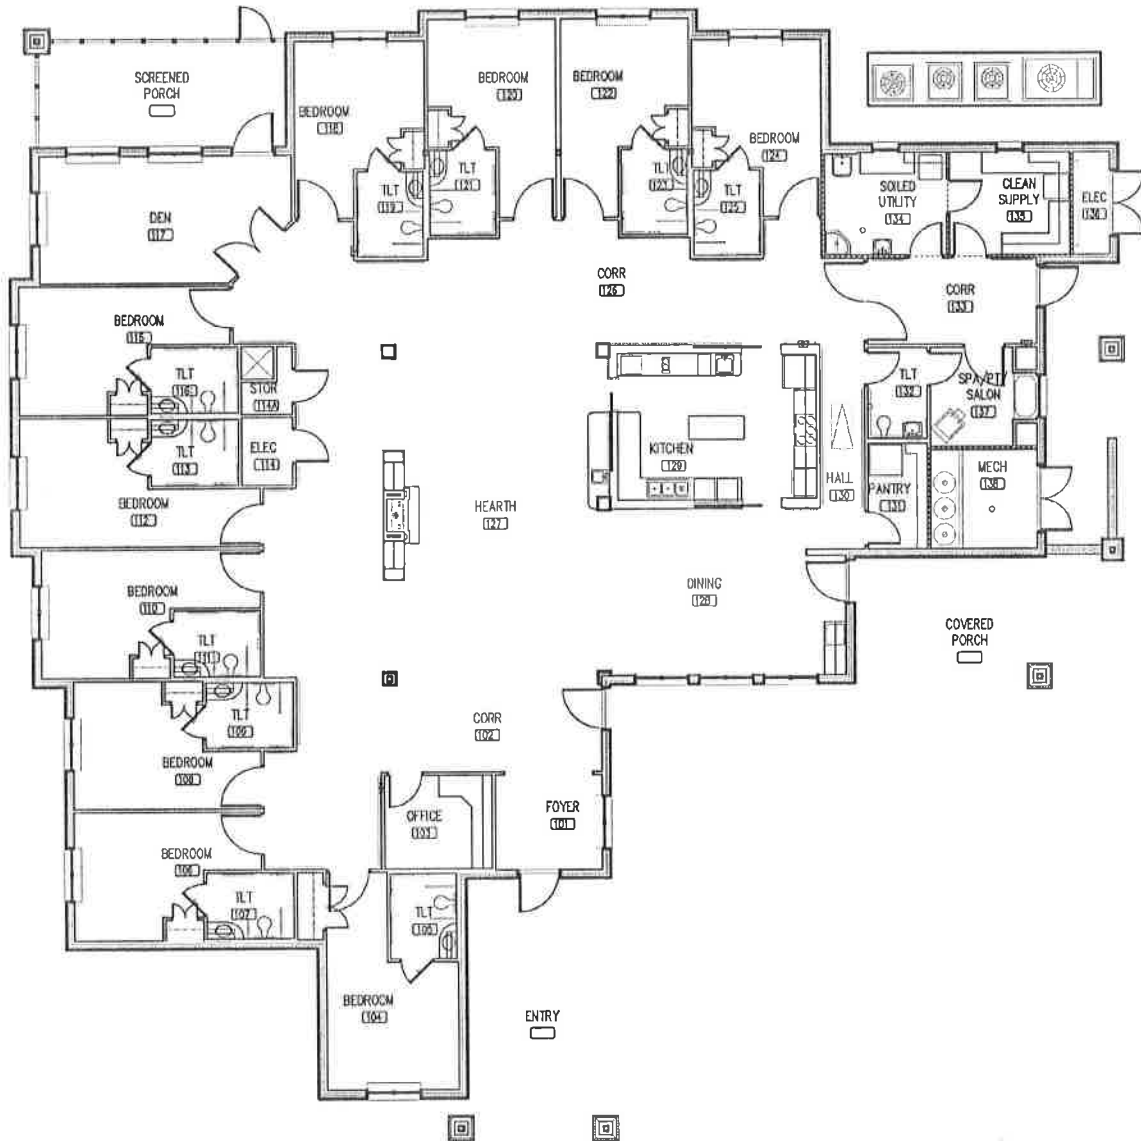 SCREENED
PORCH
BEDROOM
118
BEDROOM
120
BEDROOM
122
BEDROOM
124
TLT
119
TLT
121
TLT
123
TLT
125
SOILED
UTILITY
134
CLEAN
SUPPLY
135
ELEC
136
DEN
117
CORR
126
CORR
133
BEDROOM
115
TLT
116
STOR
114A
TLT
132
SPA/PT/
SALON
137
TLT
113
ELEC
114
KITCHEN
129
HALL
130
PANTRY
131
MECH
138
BEDROOM
112
HEARTH
127
BEDROOM
110
TLT
111
DINING
128
COVERED
PORCH
TLT
109
CORR
102
BEDROOM
108
OFFICE
103
FOYER
101
BEDROOM
106
TLT
107
TLT
105
BEDROOM
104
ENTRY